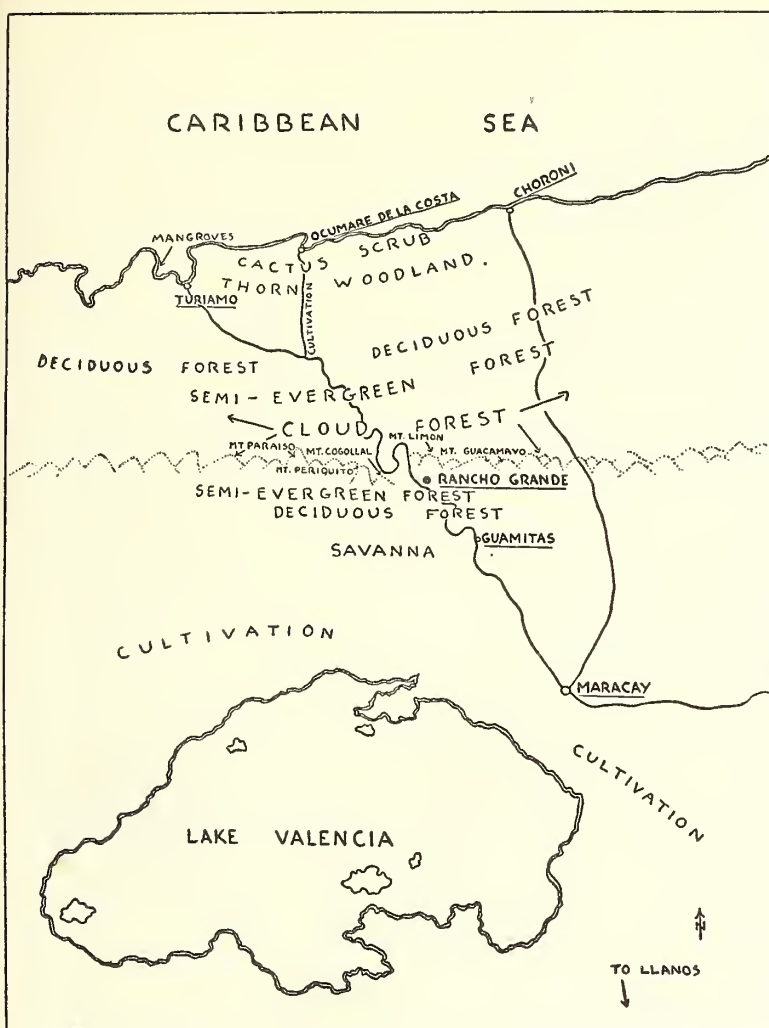 CARIBBEAN SEA
CHORONI
OCUMARE DE LA COSTA
MANGROVES
CACTUS SCRUB
THORN WOODLAND.
TURIAMO
CULTIVATION
DECIDUOUS FOREST
DECIDUOUS FOREST
SEMI-EVERGREEN FOREST
CLOUD FOREST
MT. LIMON
MT PARAISO
MT. COGOLLAL
MT. GUACAMAYO
MT. PERIQUITO
RANCHO GRANDE
SEMI-EVERGREEN FOREST
DECIDUOUS FOREST
GUAMITAS
SAVANNA
CULTIVATION
MARACAY
CULTIVATION
LAKE VALENCIA
N
TO LLANOS